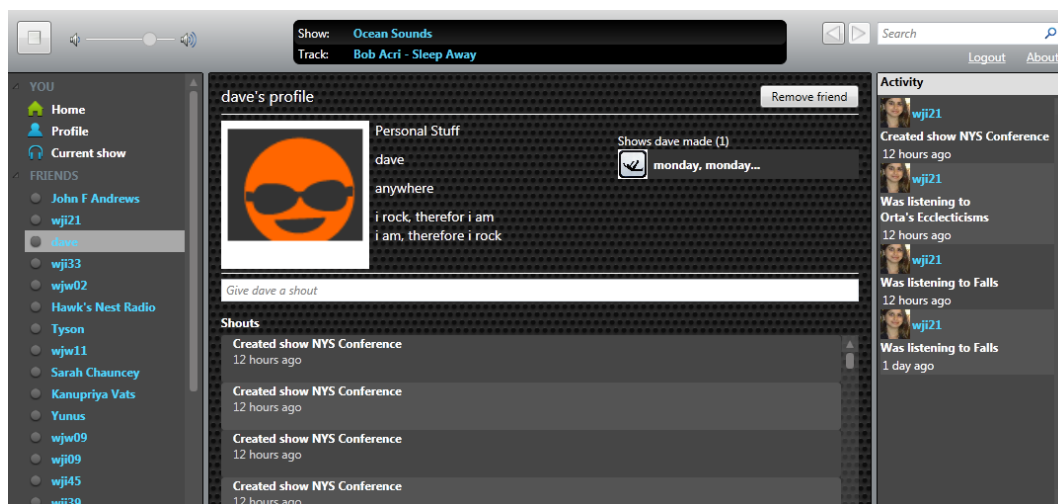 Show: Ocean Sounds
Track: Bob Acri - Sleep Away
Search
Logout About
YOU
Home
Profile
Current show
FRIENDS
John F Andrews
wji21
dave
wji33
wjw02
Hawk's Nest Radio
Tyson
wjw11
Sarah Chauncey
Kanupriya Vats
Yunus
wjw09
wji09
wji45
wji39
dave's profile
Remove friend
Personal Stuff
dave
anywhere
i rock, therefor i am
i am, therefore i rock
Shows dave made (1)
monday, monday...
Give dave a shout
Shouts
Created show NYS Conference
12 hours ago
Created show NYS Conference
12 hours ago
Created show NYS Conference
12 hours ago
Created show NYS Conference
12 hours ago
Activity
wji21
Created show NYS Conference
12 hours ago
wji21
Was listening to
Orta's Ecclecticisms
12 hours ago
wji21
Was listening to Falls
12 hours ago
wji21
Was listening to Falls
1 day ago